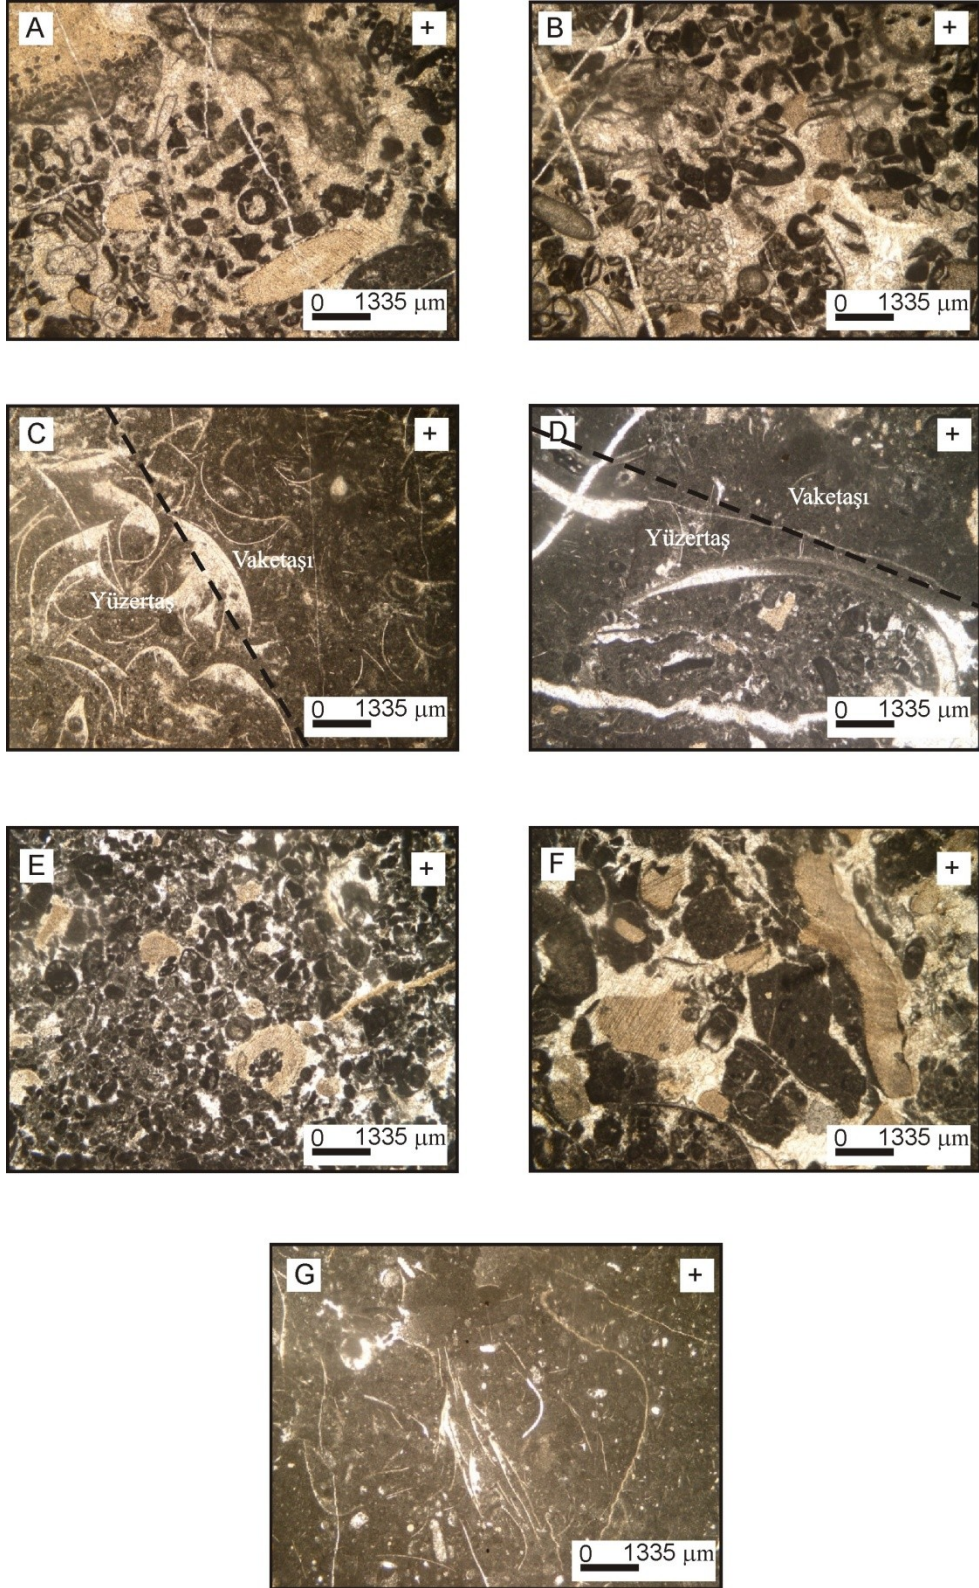 A +
0 1335 μm
B +
0 1335 μm
C +
Vaketaşı
Yüzertaş
0 1335 μm
D +
Vaketaşı
Yüzertaş
0 1335 μm
E +
0 1335 μm
F +
0 1335 μm
G +
0 1335 μm